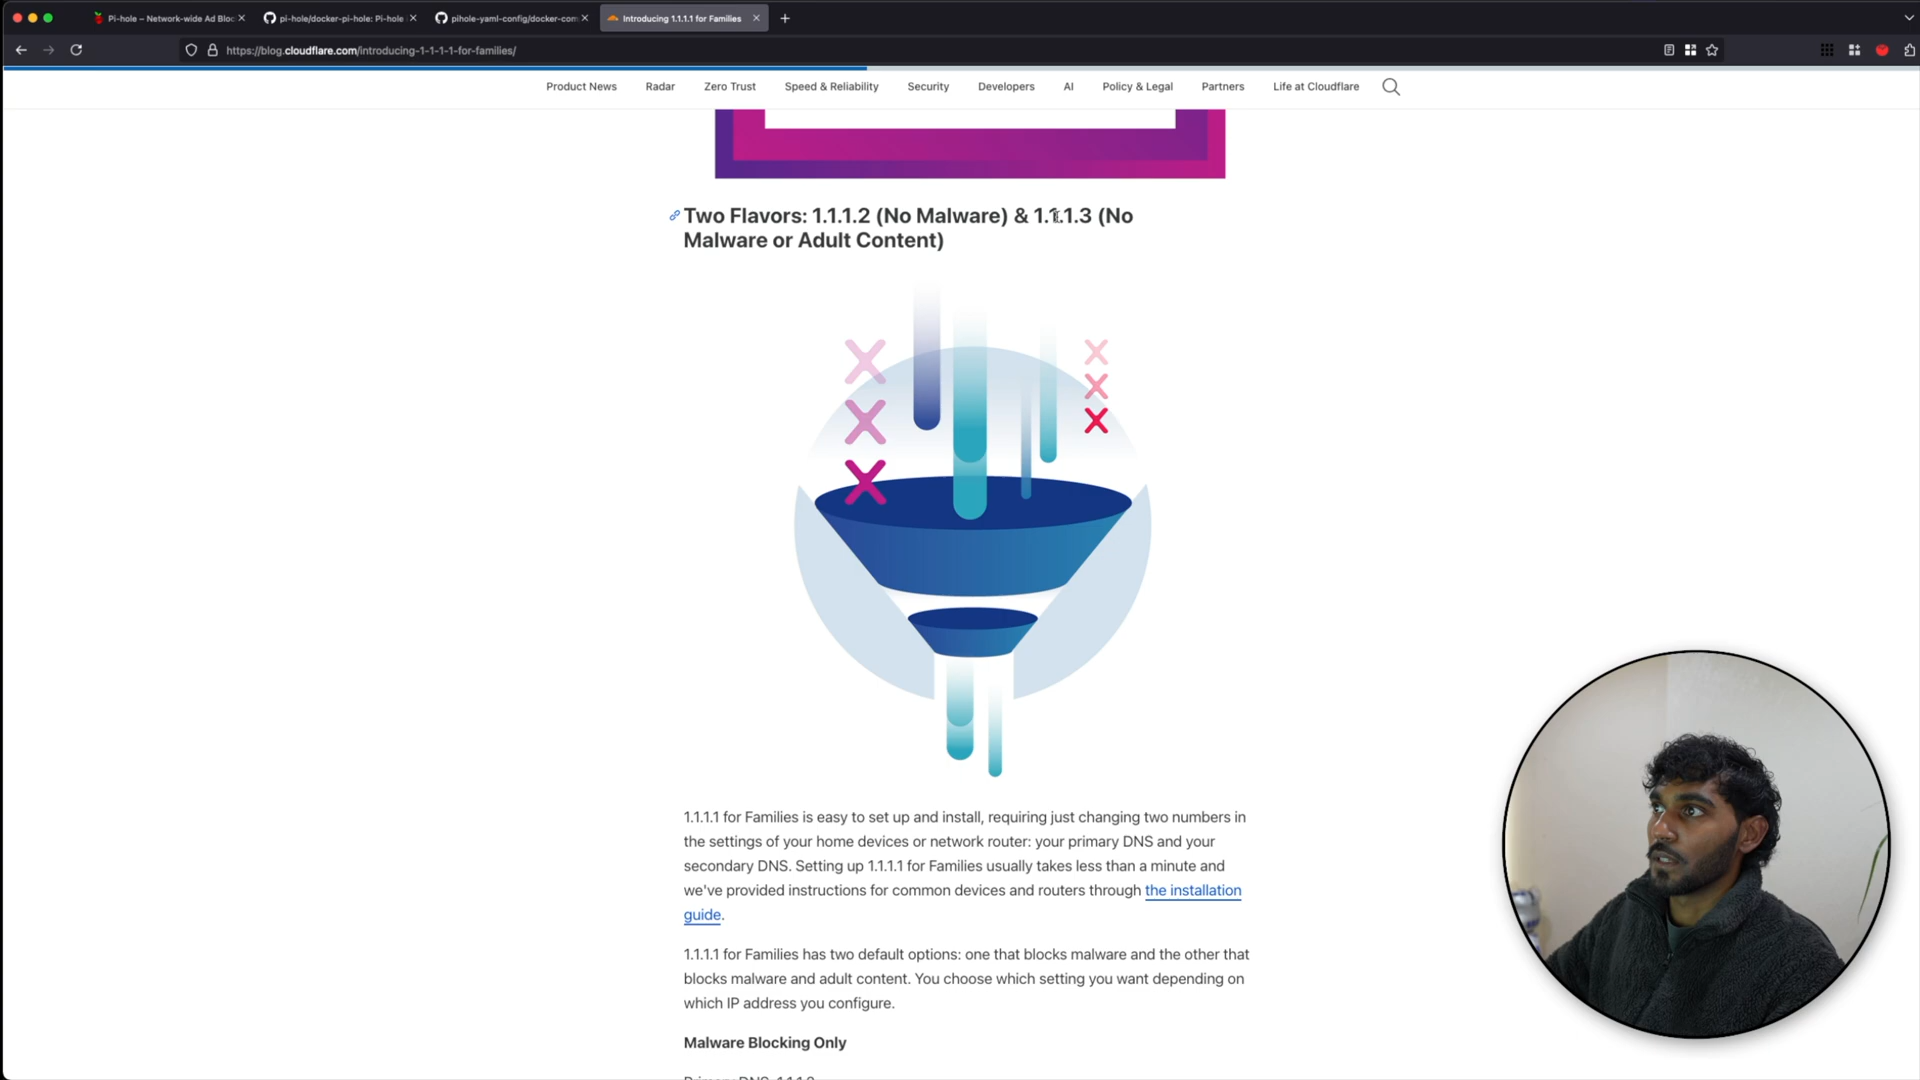 Pi-hole – Network-wide Ad Bloc
pi-hole/docker-pi-hole: Pi-hole
pihole-yaml-config/docker-com
Introducing 1.1.1.1 for Families
https://blog.cloudflare.com/introducing-1-1-1-1-for-families/
Product News
Radar
Zero Trust
Speed & Reliability
Security
Developers
AI
Policy & Legal
Partners
Life at Cloudflare
Two Flavors: 1.1.1.2 (No Malware) & 1.1.1.3 (No
Malware or Adult Content)
1.1.1.1 for Families is easy to set up and install, requiring just changing two numbers in
the settings of your home devices or network router: your primary DNS and your
secondary DNS. Setting up 1.1.1.1 for Families usually takes less than a minute and
we've provided instructions for common devices and routers through the installation
guide.
1.1.1.1 for Families has two default options: one that blocks malware and the other that
blocks malware and adult content. You choose which setting you want depending on
which IP address you configure.
Malware Blocking Only
Primary DNS: 1.1.1.2